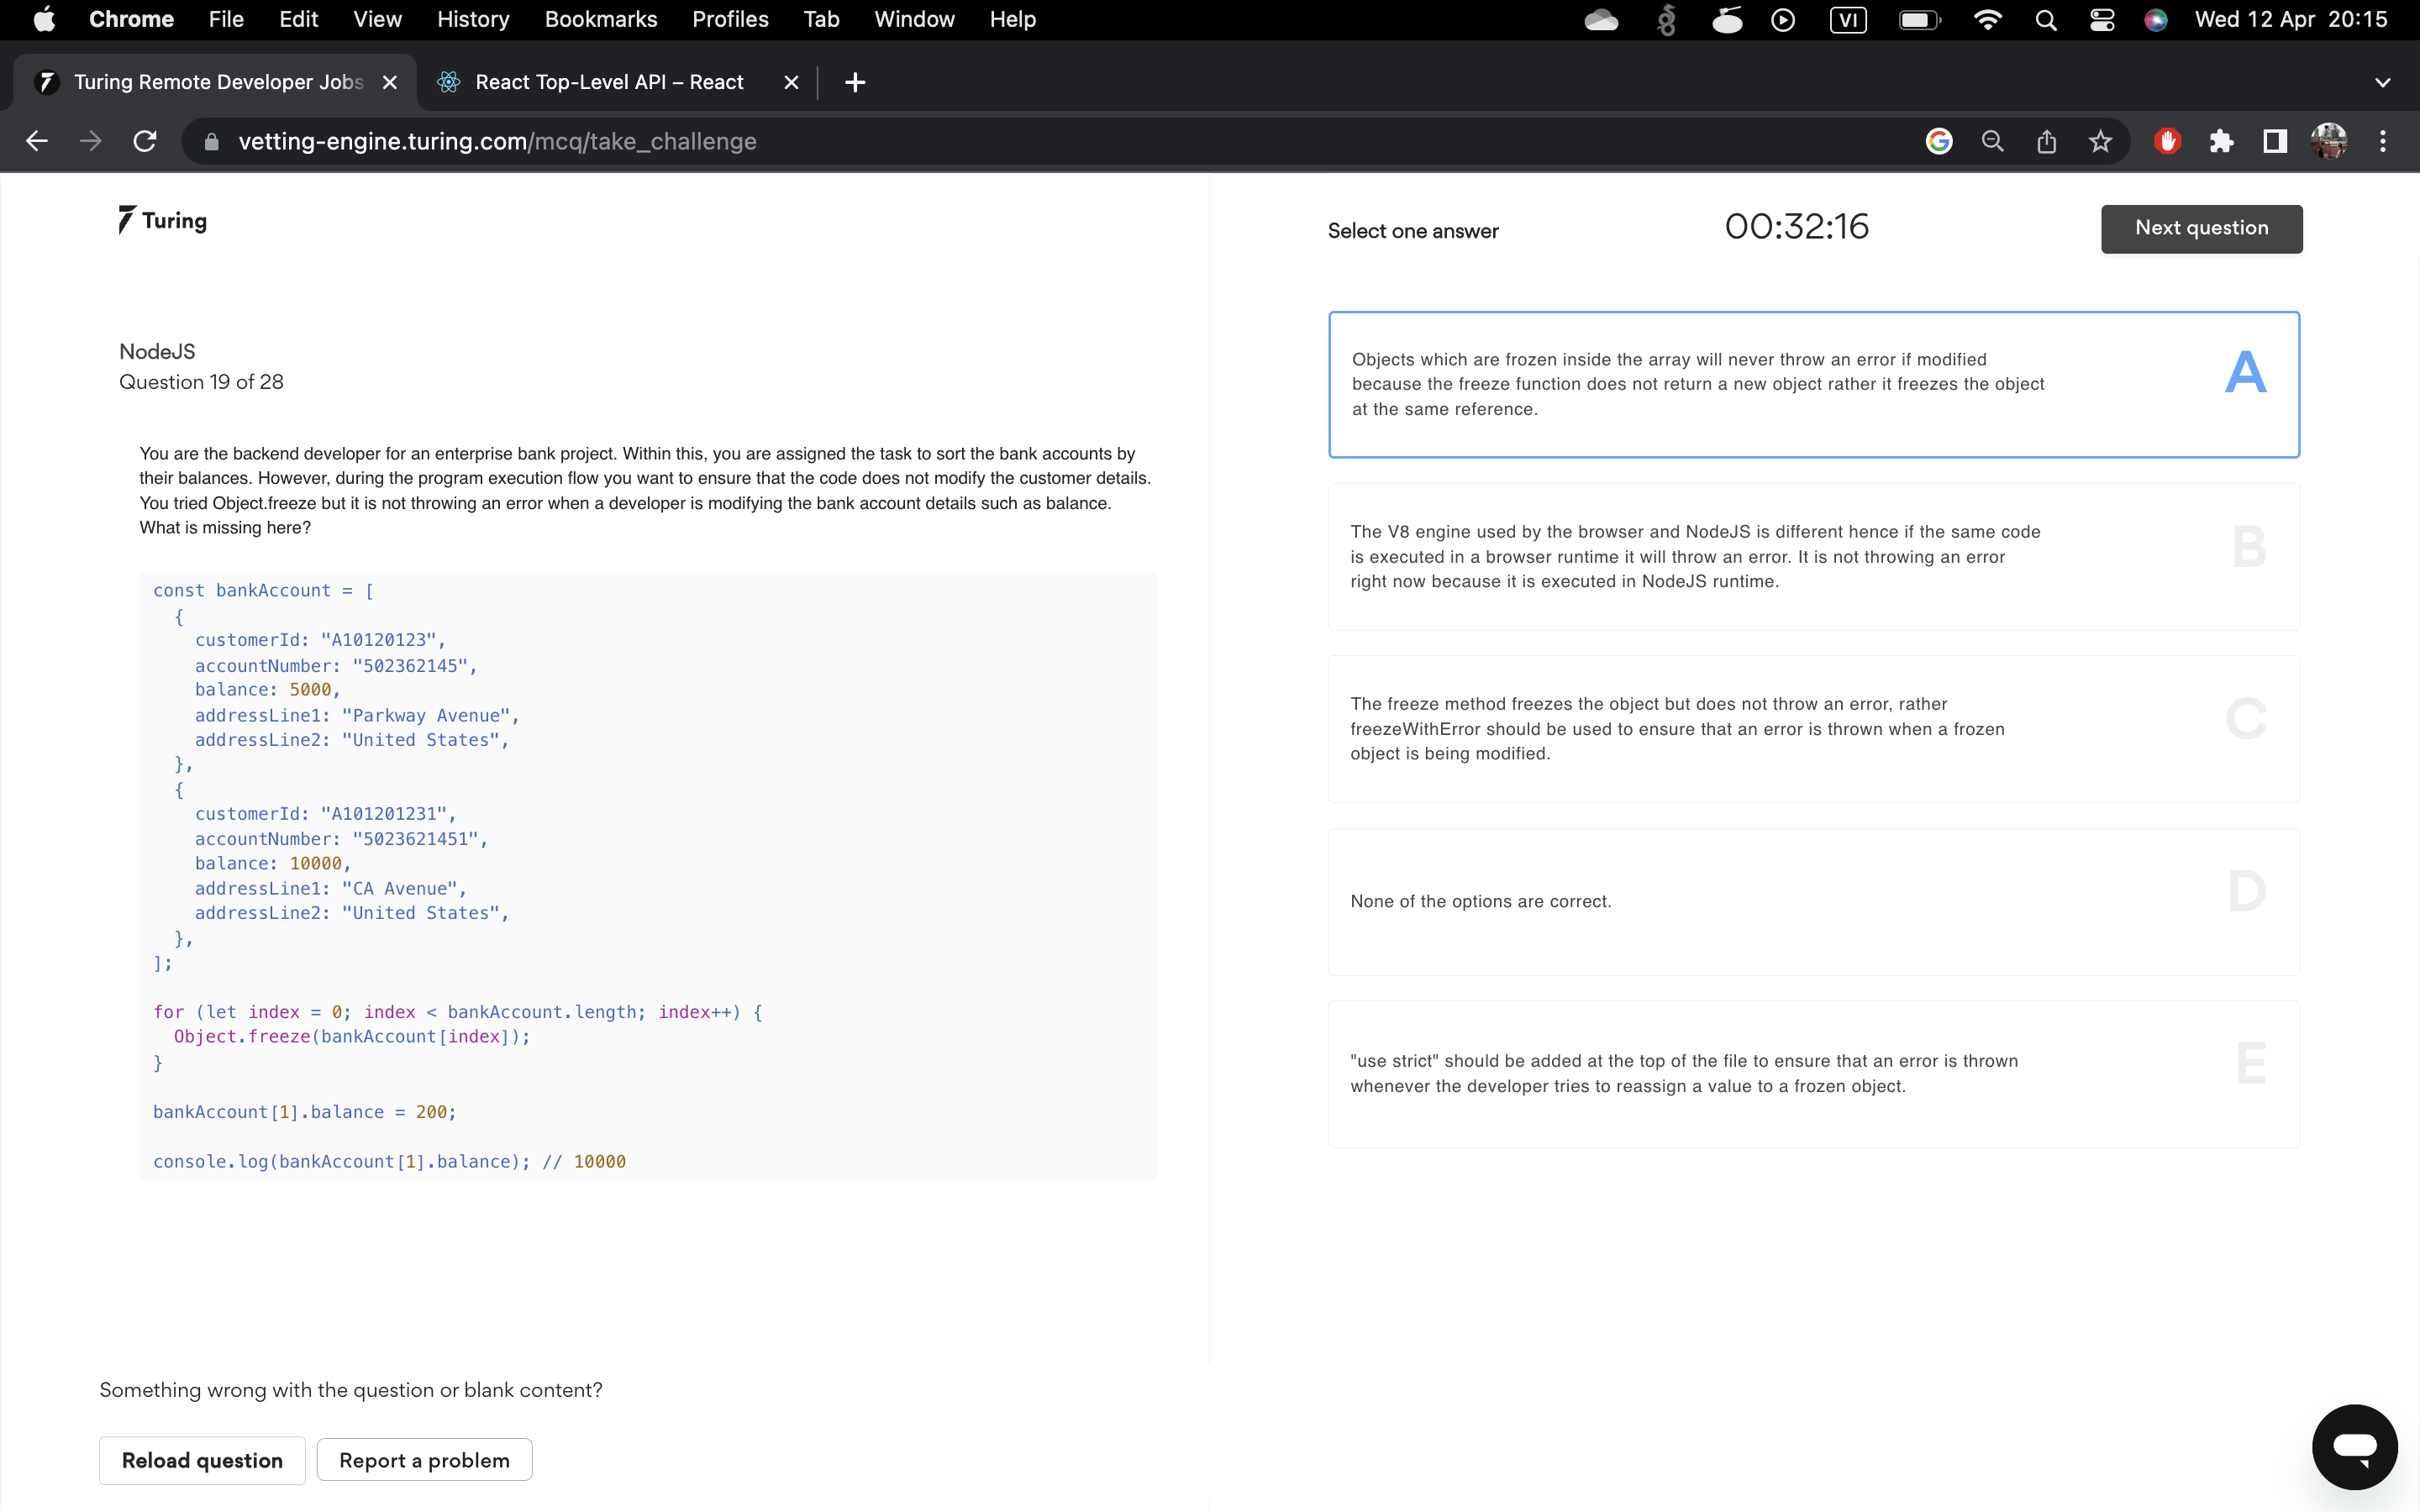 Chrome File Edit View History Bookmarks Profiles Tab Window Help VI Wed 12 Apr 20:15
Turing Remote Developer Jobs React Top-Level API – React
vetting-engine.turing.com/mcq/take_challenge
Turing
Select one answer
00:32:16
Next question
NodeJS
Question 19 of 28
You are the backend developer for an enterprise bank project. Within this, you are assigned the task to sort the bank accounts by
their balances. However, during the program execution flow you want to ensure that the code does not modify the customer details.
You tried Object.freeze but it is not throwing an error when a developer is modifying the bank account details such as balance.
What is missing here?
const bankAccount = [
{
customerId: "A10120123",
accountNumber: "502362145",
balance: 5000,
addressLine1: "Parkway Avenue",
addressLine2: "United States",
},
{
customerId: "A101201231",
accountNumber: "5023621451",
balance: 10000,
addressLine1: "CA Avenue",
addressLine2: "United States",
},
];
for (let index = 0; index < bankAccount.length; index++) {
Object.freeze(bankAccount[index]);
}
bankAccount[1].balance = 200;
console.log(bankAccount[1].balance); // 10000
Objects which are frozen inside the array will never throw an error if modified
because the freeze function does not return a new object rather it freezes the object
at the same reference.
A
The V8 engine used by the browser and NodeJS is different hence if the same code
is executed in a browser runtime it will throw an error. It is not throwing an error
right now because it is executed in NodeJS runtime.
B
The freeze method freezes the object but does not throw an error, rather
freezeWithError should be used to ensure that an error is thrown when a frozen
object is being modified.
C
None of the options are correct.
D
"use strict" should be added at the top of the file to ensure that an error is thrown
whenever the developer tries to reassign a value to a frozen object.
E
Something wrong with the question or blank content?
Reload question
Report a problem